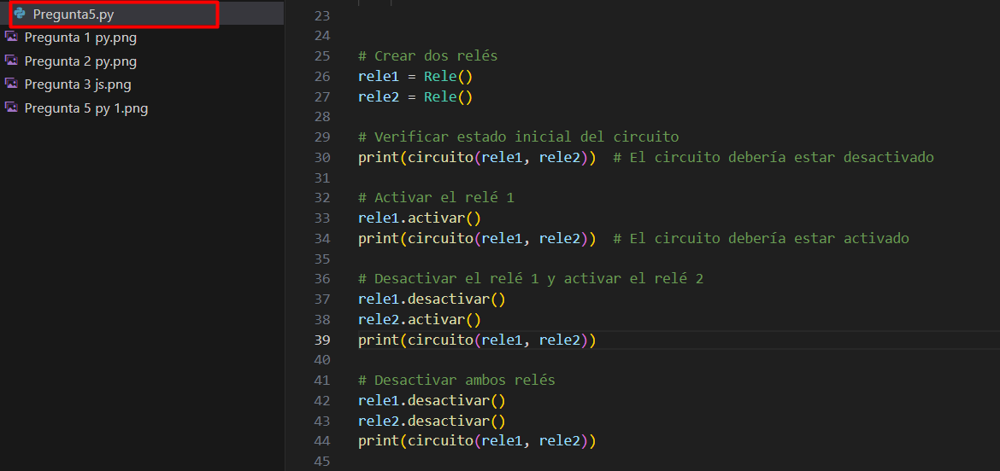 Pregunta5.py
Pregunta 1 py.png
Pregunta 2 py.png
Pregunta 3 js.png
Pregunta 5 py 1.png
23
24
25 # Crear dos relés
26 rele1 = Rele()
27 rele2 = Rele()
28
29 # Verificar estado inicial del circuito
30 print(circuito(rele1, rele2))  # El circuito debería estar desactivado
31
32 # Activar el relé 1
33 rele1.activar()
34 print(circuito(rele1, rele2))  # El circuito debería estar activado
35
36 # Desactivar el relé 1 y activar el relé 2
37 rele1.desactivar()
38 rele2.activar()
39 print(circuito(rele1, rele2))
40
41 # Desactivar ambos relés
42 rele1.desactivar()
43 rele2.desactivar()
44 print(circuito(rele1, rele2))
45